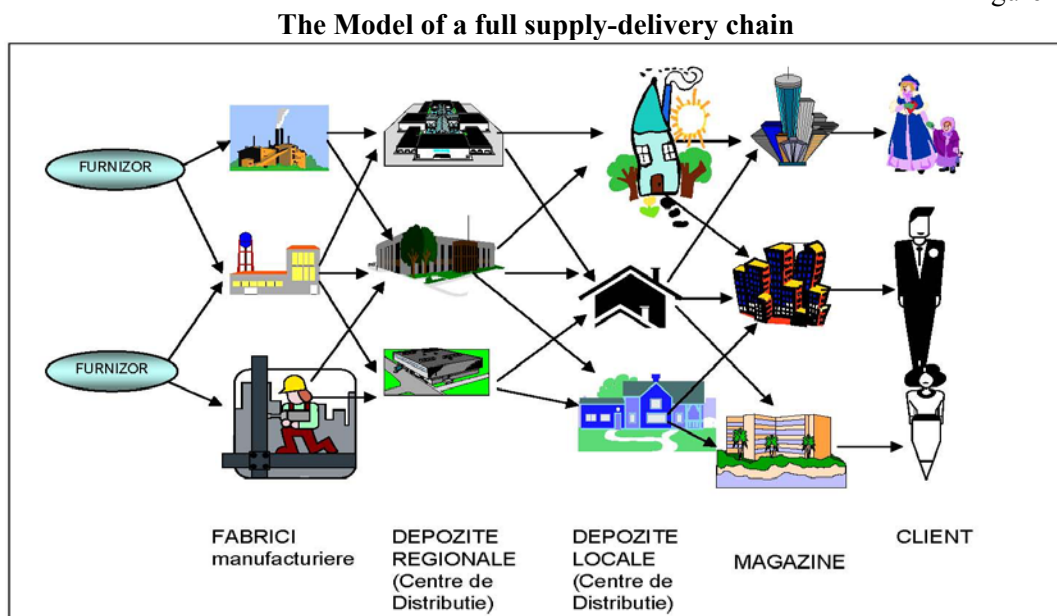 The Model of a full supply-delivery chain
FURNIZOR
FURNIZOR
FABRICI
manufacturiere
DEPOZITE
REGIONALE
(Centre de
Distributie)
DEPOZITE
LOCALE
(Centre de
Distributie)
MAGAZINE
CLIENT